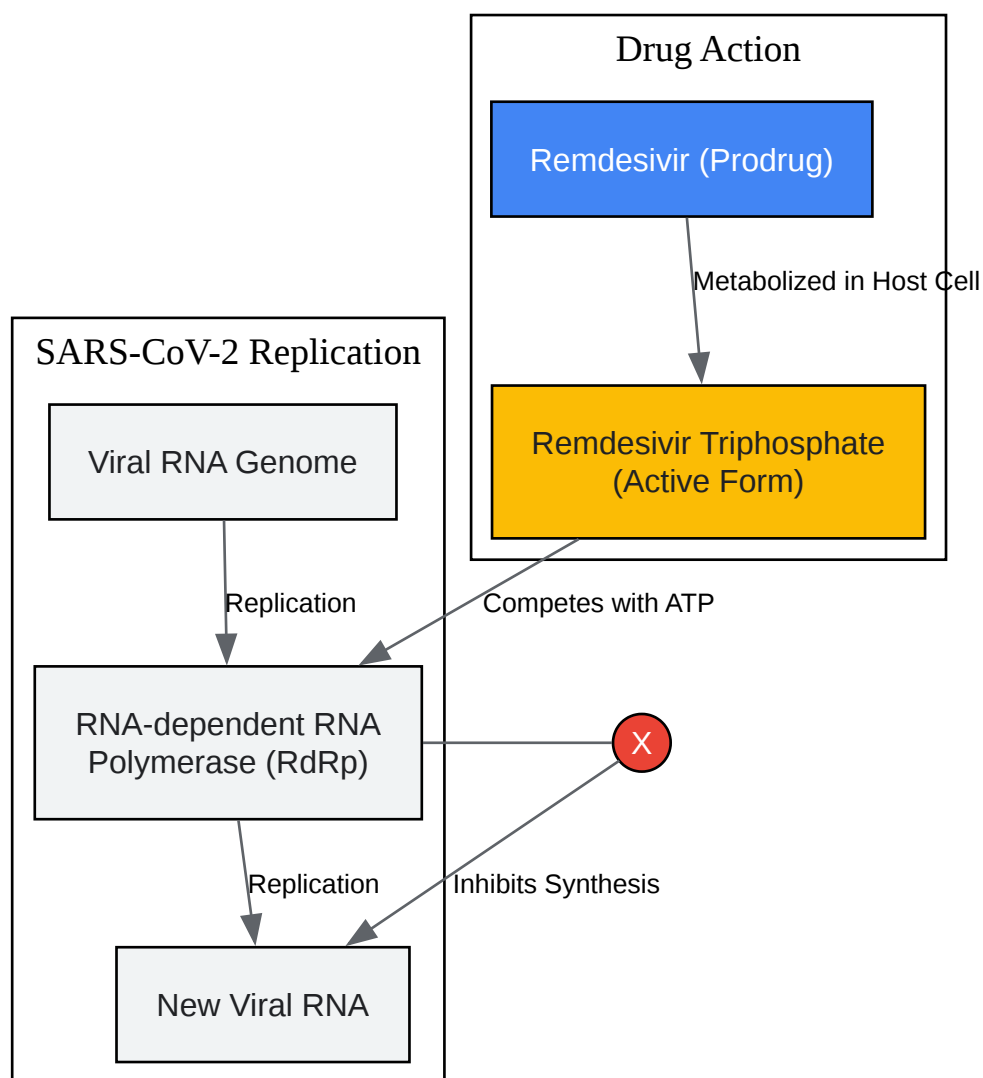 Drug Action
Remdesivir (Prodrug)
Metabolized in Host Cell
SARS-CoV-2 Replication
Viral RNA Genome
Remdesivir Triphosphate
(Active Form)
Replication
Competes with ATP
RNA-dependent RNA
Polymerase (RdRp)
X
Replication
Inhibits Synthesis
New Viral RNA